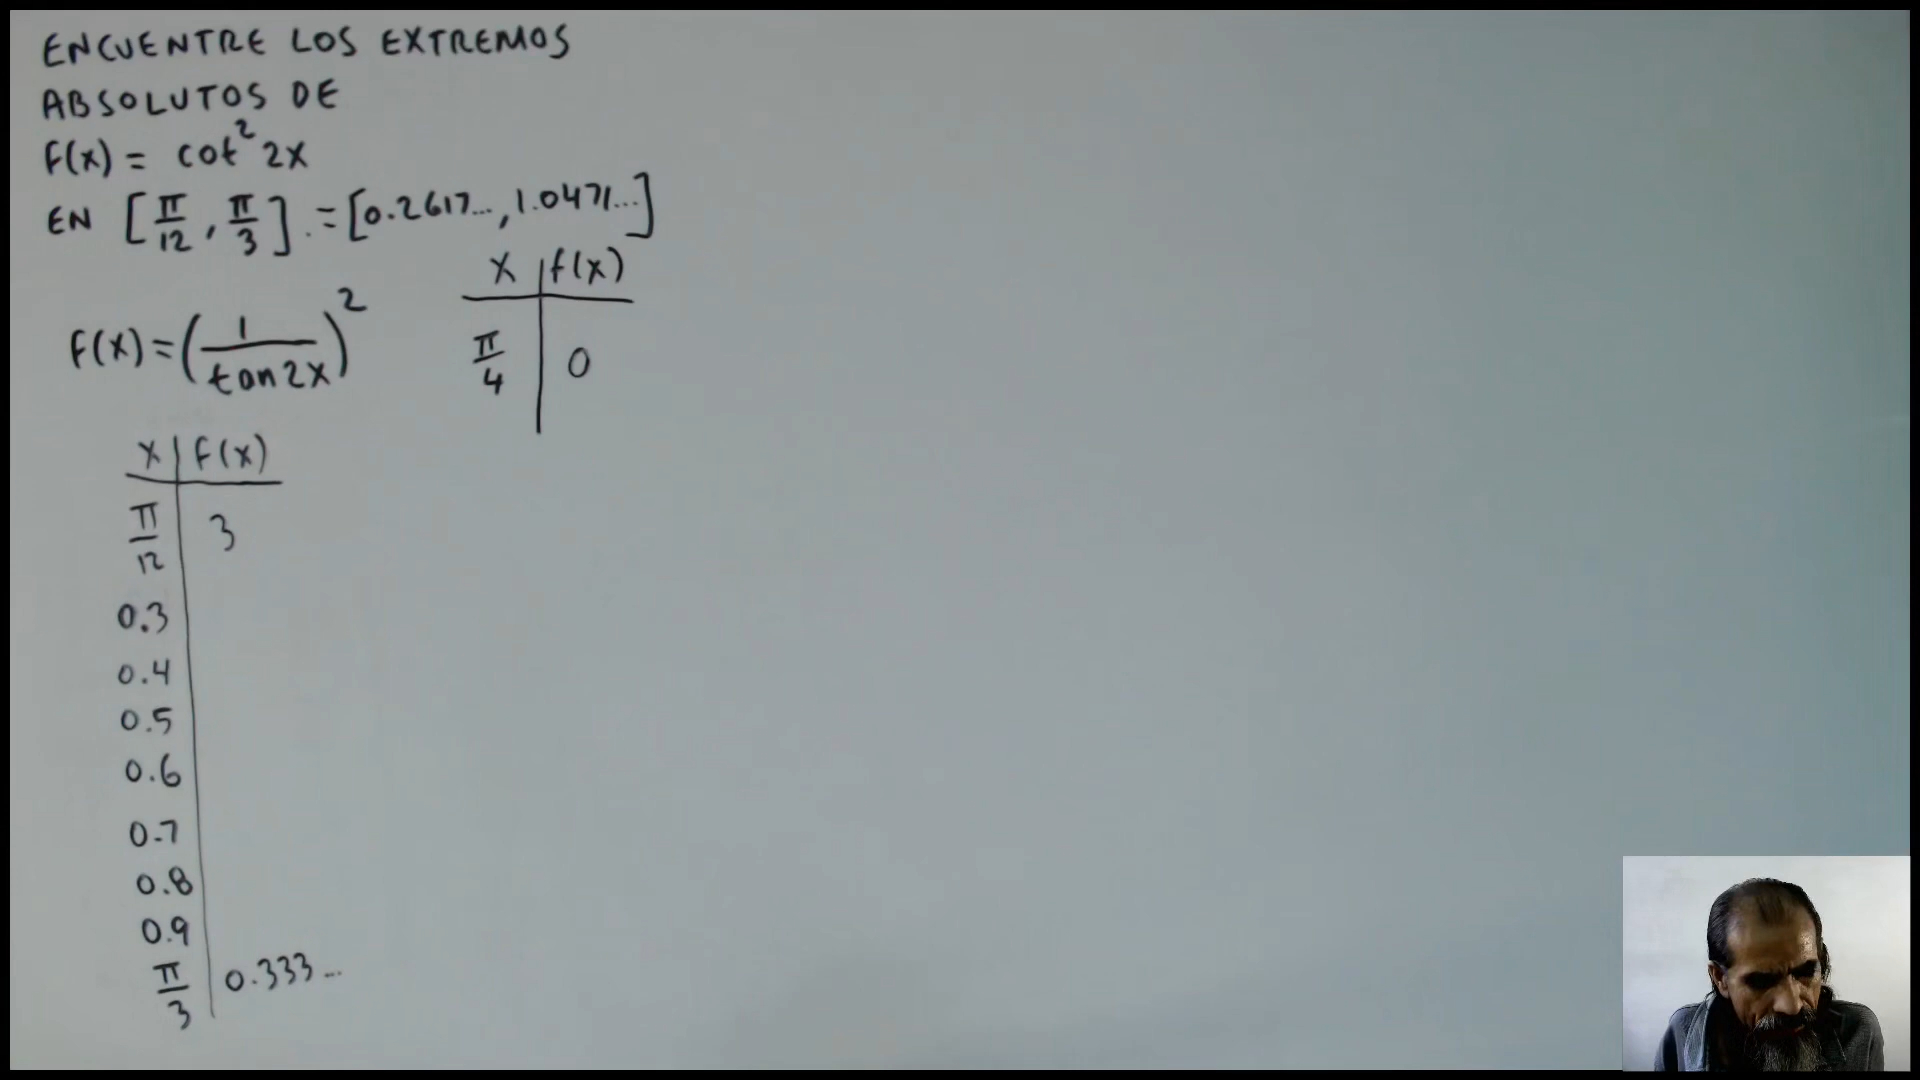 ENCUENTRE LOS EXTREMOS
ABSOLUTOS DE
F(x) = cot² 2x
EN [π/12, π/3]. = [0.2617..., 1.0471...]
F(x) = (1/tan 2x)²
x | f(x)
π/4 | 0
x | F(x)
π/12 | 3
0.3
0.4
0.5
0.6
0.7
0.8
0.9
π/3 | 0.333...